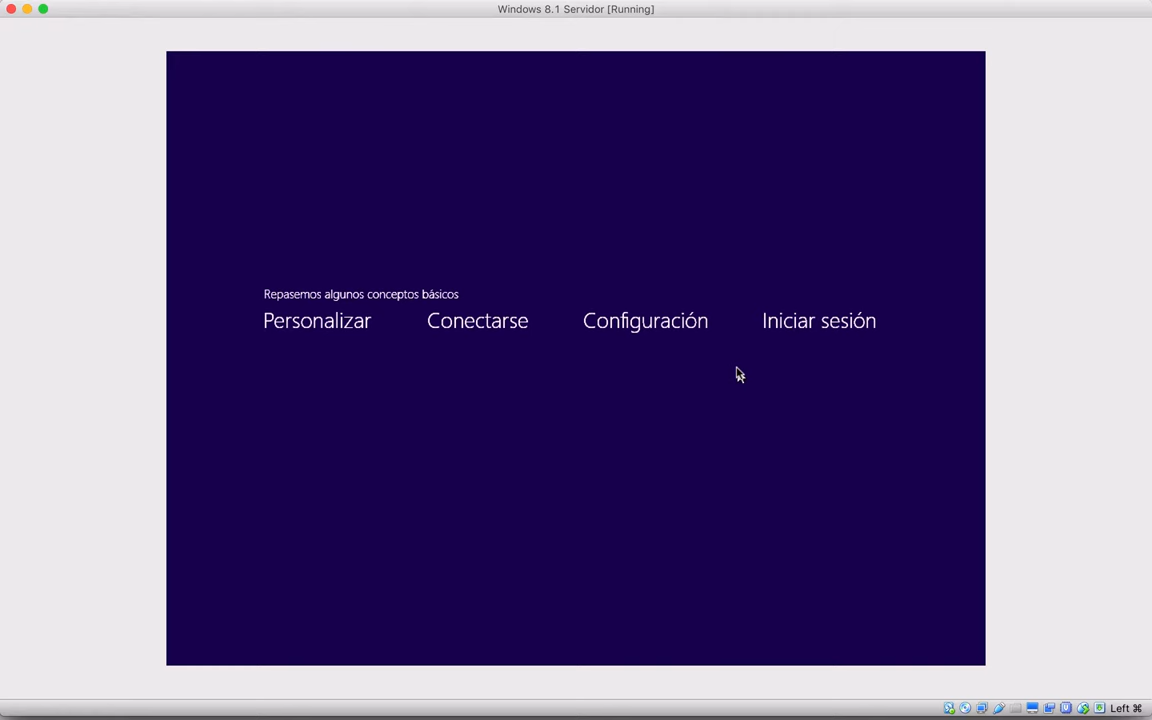 Windows 8.1 Servidor [Running]
Repasemos algunos conceptos básicos
Personalizar Conectarse Configuración Iniciar sesión
Left ⌘